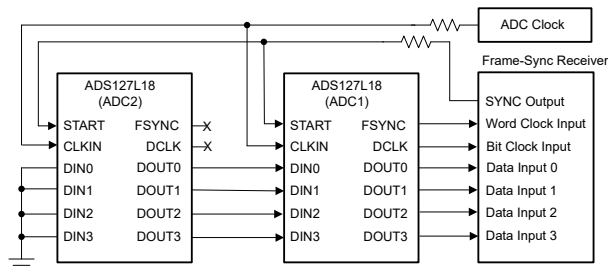 ADC Clock
Frame-Sync Receiver
ADS127L18
(ADC2)
START FSYNC X
CLKIN DCLK X
DIN0 DOUT0
DIN1 DOUT1
DIN2 DOUT2
DIN3 DOUT3
ADS127L18
(ADC1)
START FSYNC
CLKIN DCLK
DIN0 DOUT0
DIN1 DOUT1
DIN2 DOUT2
DIN3 DOUT3
SYNC Output
Word Clock Input
Bit Clock Input
Data Input 0
Data Input 1
Data Input 2
Data Input 3